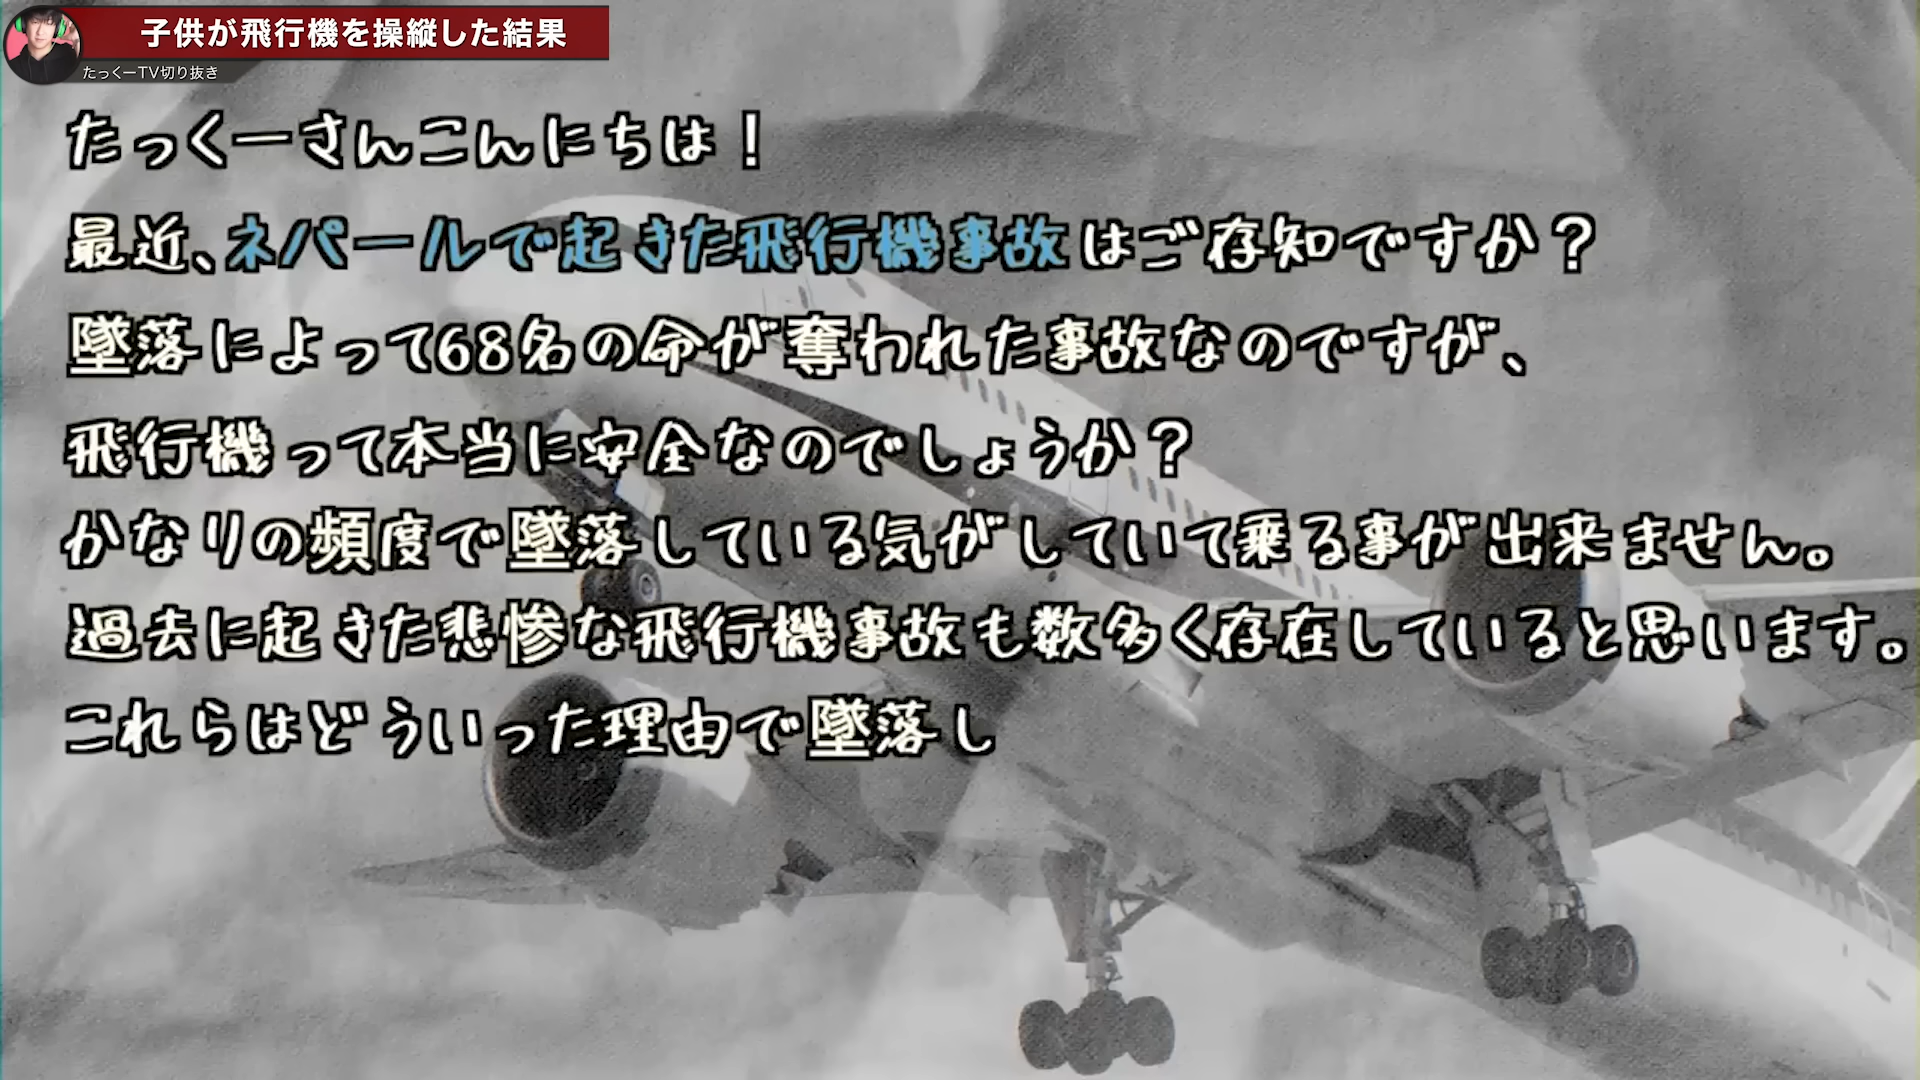 子供が飛行機を操縦した結果
たっくーTV切り抜き
たっくーさんこんにちは！
最近、ネパールで起きた飛行機事故はご存知ですか？
墜落によって68名の命が奪われた事故なのですが、
飛行機って本当に安全なのでしょうか？
かなりの頻度で墜落している気がしていて乗る事が出来ません。
過去に起きた悲惨な飛行機事故も数多く存在していると思います。
これらはどういった理由で墜落し